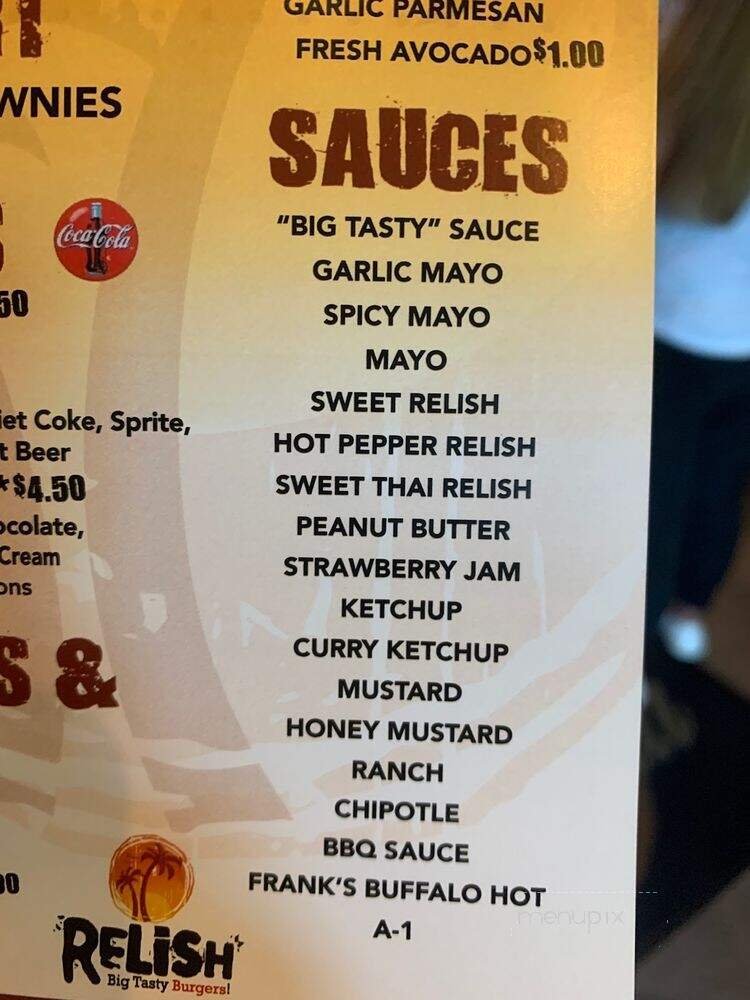 GARLIC PARMESAN
FRESH AVOCADO $1.00
WNIES
SAUCES
"BIG TASTY" SAUCE
GARLIC MAYO
SPICY MAYO
MAYO
SWEET RELISH
HOT PEPPER RELISH
SWEET THAI RELISH
PEANUT BUTTER
STRAWBERRY JAM
KETCHUP
CURRY KETCHUP
MUSTARD
HONEY MUSTARD
RANCH
CHIPOTLE
BBQ SAUCE
FRANK'S BUFFALO HOT
A-1
Coca-Cola
50
iet Coke, Sprite,
t Beer
*$4.50
ocolate,
Cream
ons
S &
RELISH
Big Tasty Burgers!
menupix